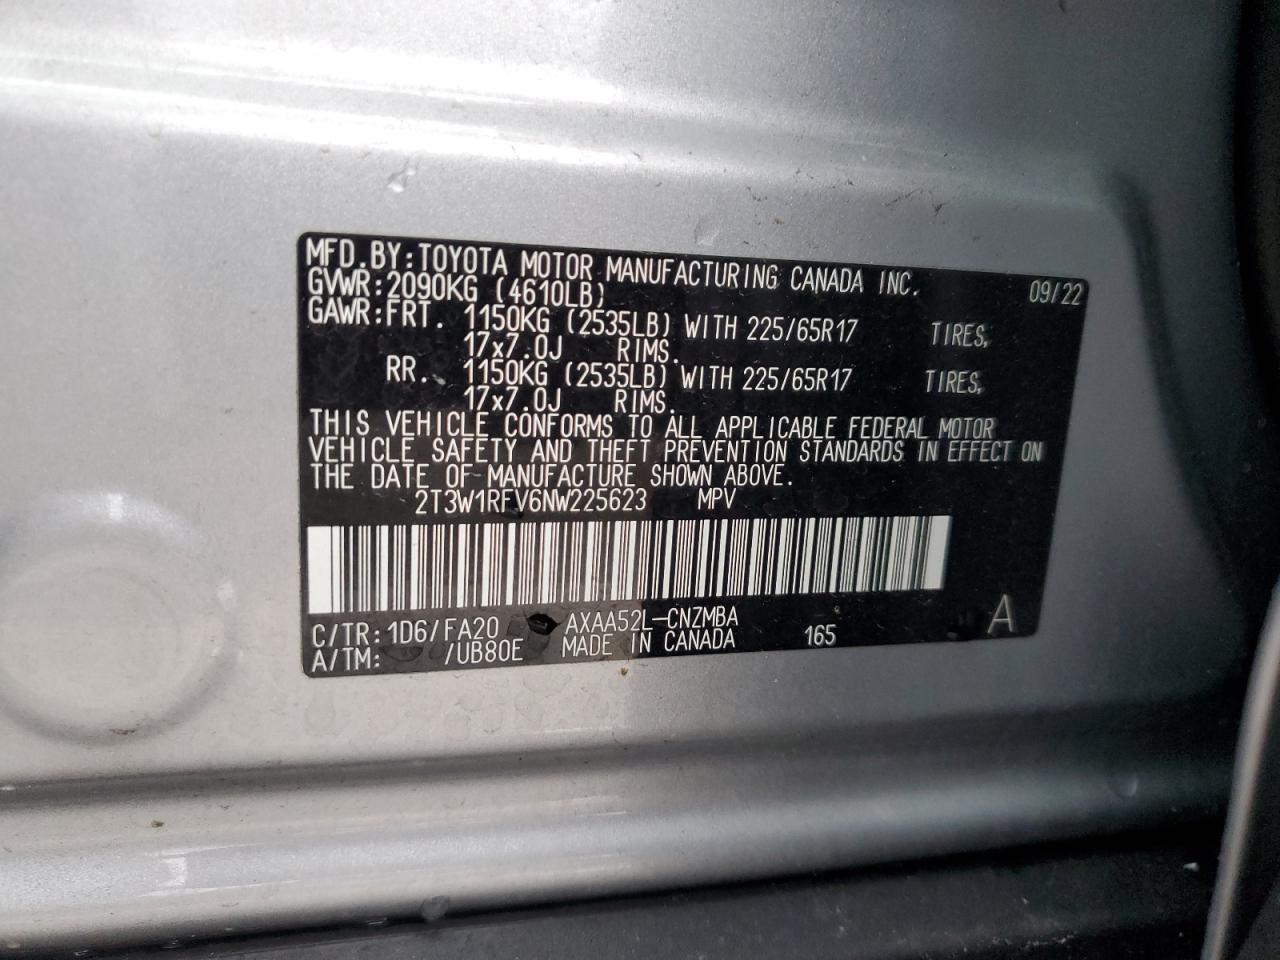 MFD.BY:TOYOTA MOTOR MANUFACTURING CANADA INC. 09/22
GVWR:2090KG (4610LB)
GAWR:FRT. 1150KG (2535LB) WITH 225/65R17 TIRES,
17x7.0J RIMS.
RR. 1150KG (2535LB) WITH 225/65R17 TIRES,
17x7.0J RIMS.
THIS VEHICLE CONFORMS TO ALL APPLICABLE FEDERAL MOTOR
VEHICLE SAFETY AND THEFT PREVENTION STANDARDS IN EFFECT ON
THE DATE OF MANUFACTURE SHOWN ABOVE.
2T3W1RFV6NW225623 MPV
C/TR: 1D6/FA20 AXAA52L-CNZMBA 165 A
A/TM: /UB80E MADE IN CANADA